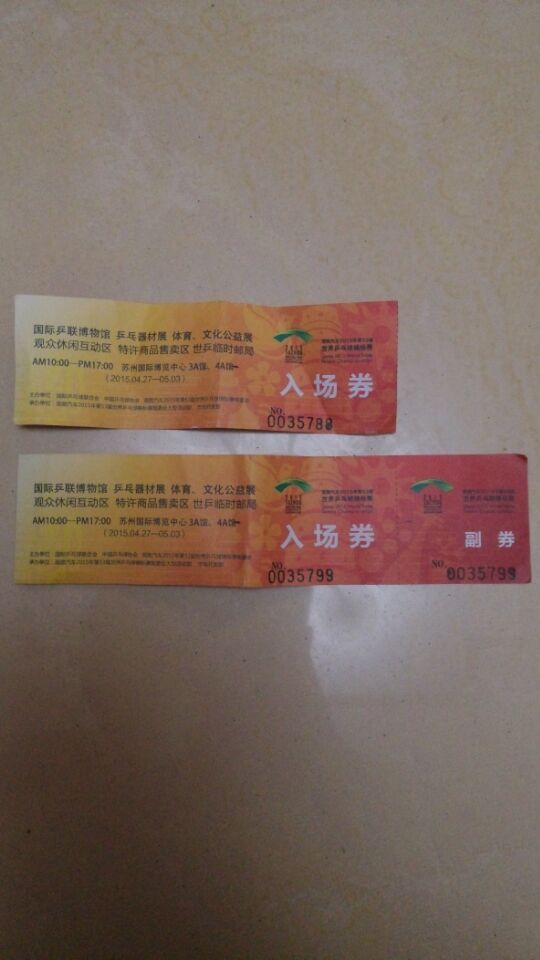 国际乒联博物馆 乒乓器材展 体育、文化公益展
观众休闲互动区 特许商品售卖区 世乒临时邮局
AM10:00—PM17:00 苏州国际博览中心 3A馆、4A馆
(2015.04.27—05.03)
入场券
NO.
0035788
国际乒联博物馆 乒乓器材展 体育、文化公益展
观众休闲互动区 特许商品售卖区 世乒临时邮局
AM10:00—PM17:00 苏州国际博览中心 3A馆、4A馆
(2015.04.27—05.03)
入场券
NO.
0035799
副 券
NO.
0035799